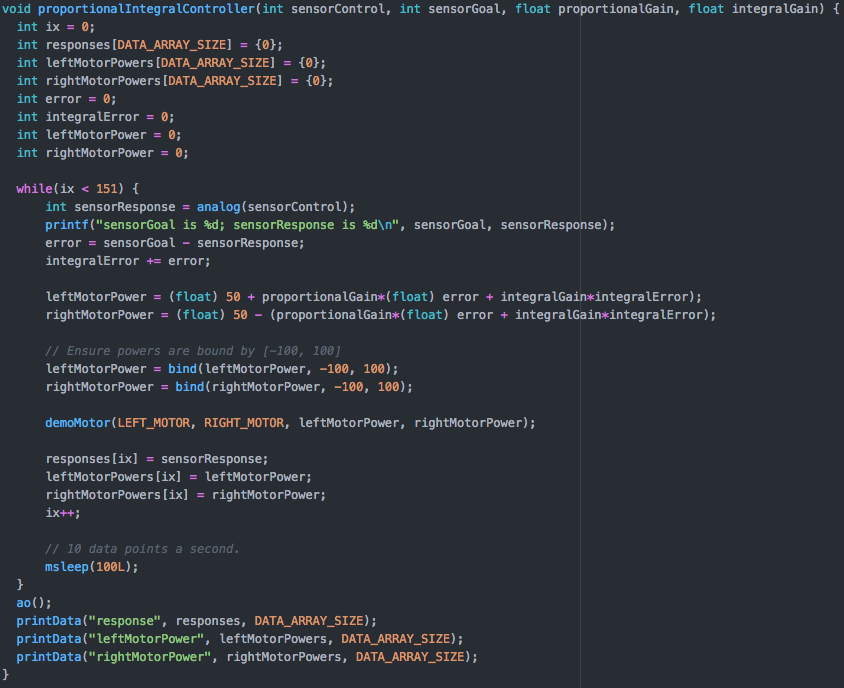 void proportionalIntegralController(int sensorControl, int sensorGoal, float proportionalGain, float integralGain) {
  int ix = 0;
  int responses[DATA_ARRAY_SIZE] = {0};
  int leftMotorPowers[DATA_ARRAY_SIZE] = {0};
  int rightMotorPowers[DATA_ARRAY_SIZE] = {0};
  int error = 0;
  int integralError = 0;
  int leftMotorPower = 0;
  int rightMotorPower = 0;

  while(ix < 151) {
      int sensorResponse = analog(sensorControl);
      printf("sensorGoal is %d; sensorResponse is %d\n", sensorGoal, sensorResponse);
      error = sensorGoal - sensorResponse;
      integralError += error;

      leftMotorPower = (float) 50 + proportionalGain*(float) error + integralGain*integralError);
      rightMotorPower = (float) 50 - (proportionalGain*(float) error + integralGain*integralError);

      // Ensure powers are bound by [-100, 100]
      leftMotorPower = bind(leftMotorPower, -100, 100);
      rightMotorPower = bind(rightMotorPower, -100, 100);

      demoMotor(LEFT_MOTOR, RIGHT_MOTOR, leftMotorPower, rightMotorPower);

      responses[ix] = sensorResponse;
      leftMotorPowers[ix] = leftMotorPower;
      rightMotorPowers[ix] = rightMotorPower;
      ix++;

      // 10 data points a second.
      msleep(100L);
  }
  ao();
  printData("response", responses, DATA_ARRAY_SIZE);
  printData("leftMotorPower", leftMotorPowers, DATA_ARRAY_SIZE);
  printData("rightMotorPower", rightMotorPowers, DATA_ARRAY_SIZE);
}